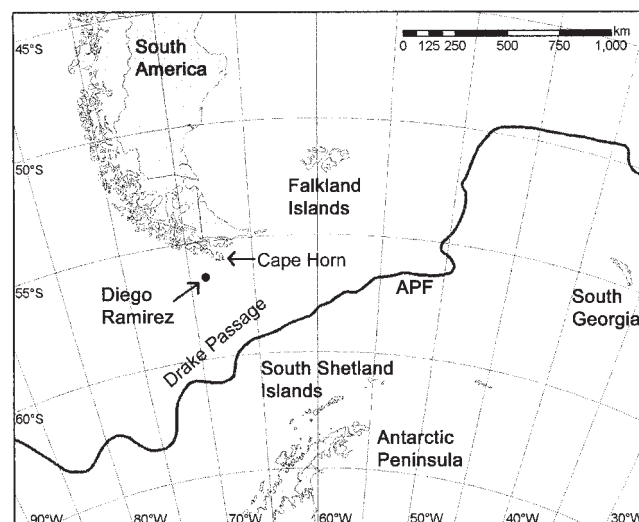 45°S
South
America
km
0 125 250 500 750 1,000
50°S
Falkland
Islands
Cape Horn
55°S
Diego
Ramirez
APF
South
Georgia
Drake Passage
South Shetland
Islands
60°S
Antarctic
Peninsula
90°W 80°W 70°W 60°W 50°W 40°W 30°W